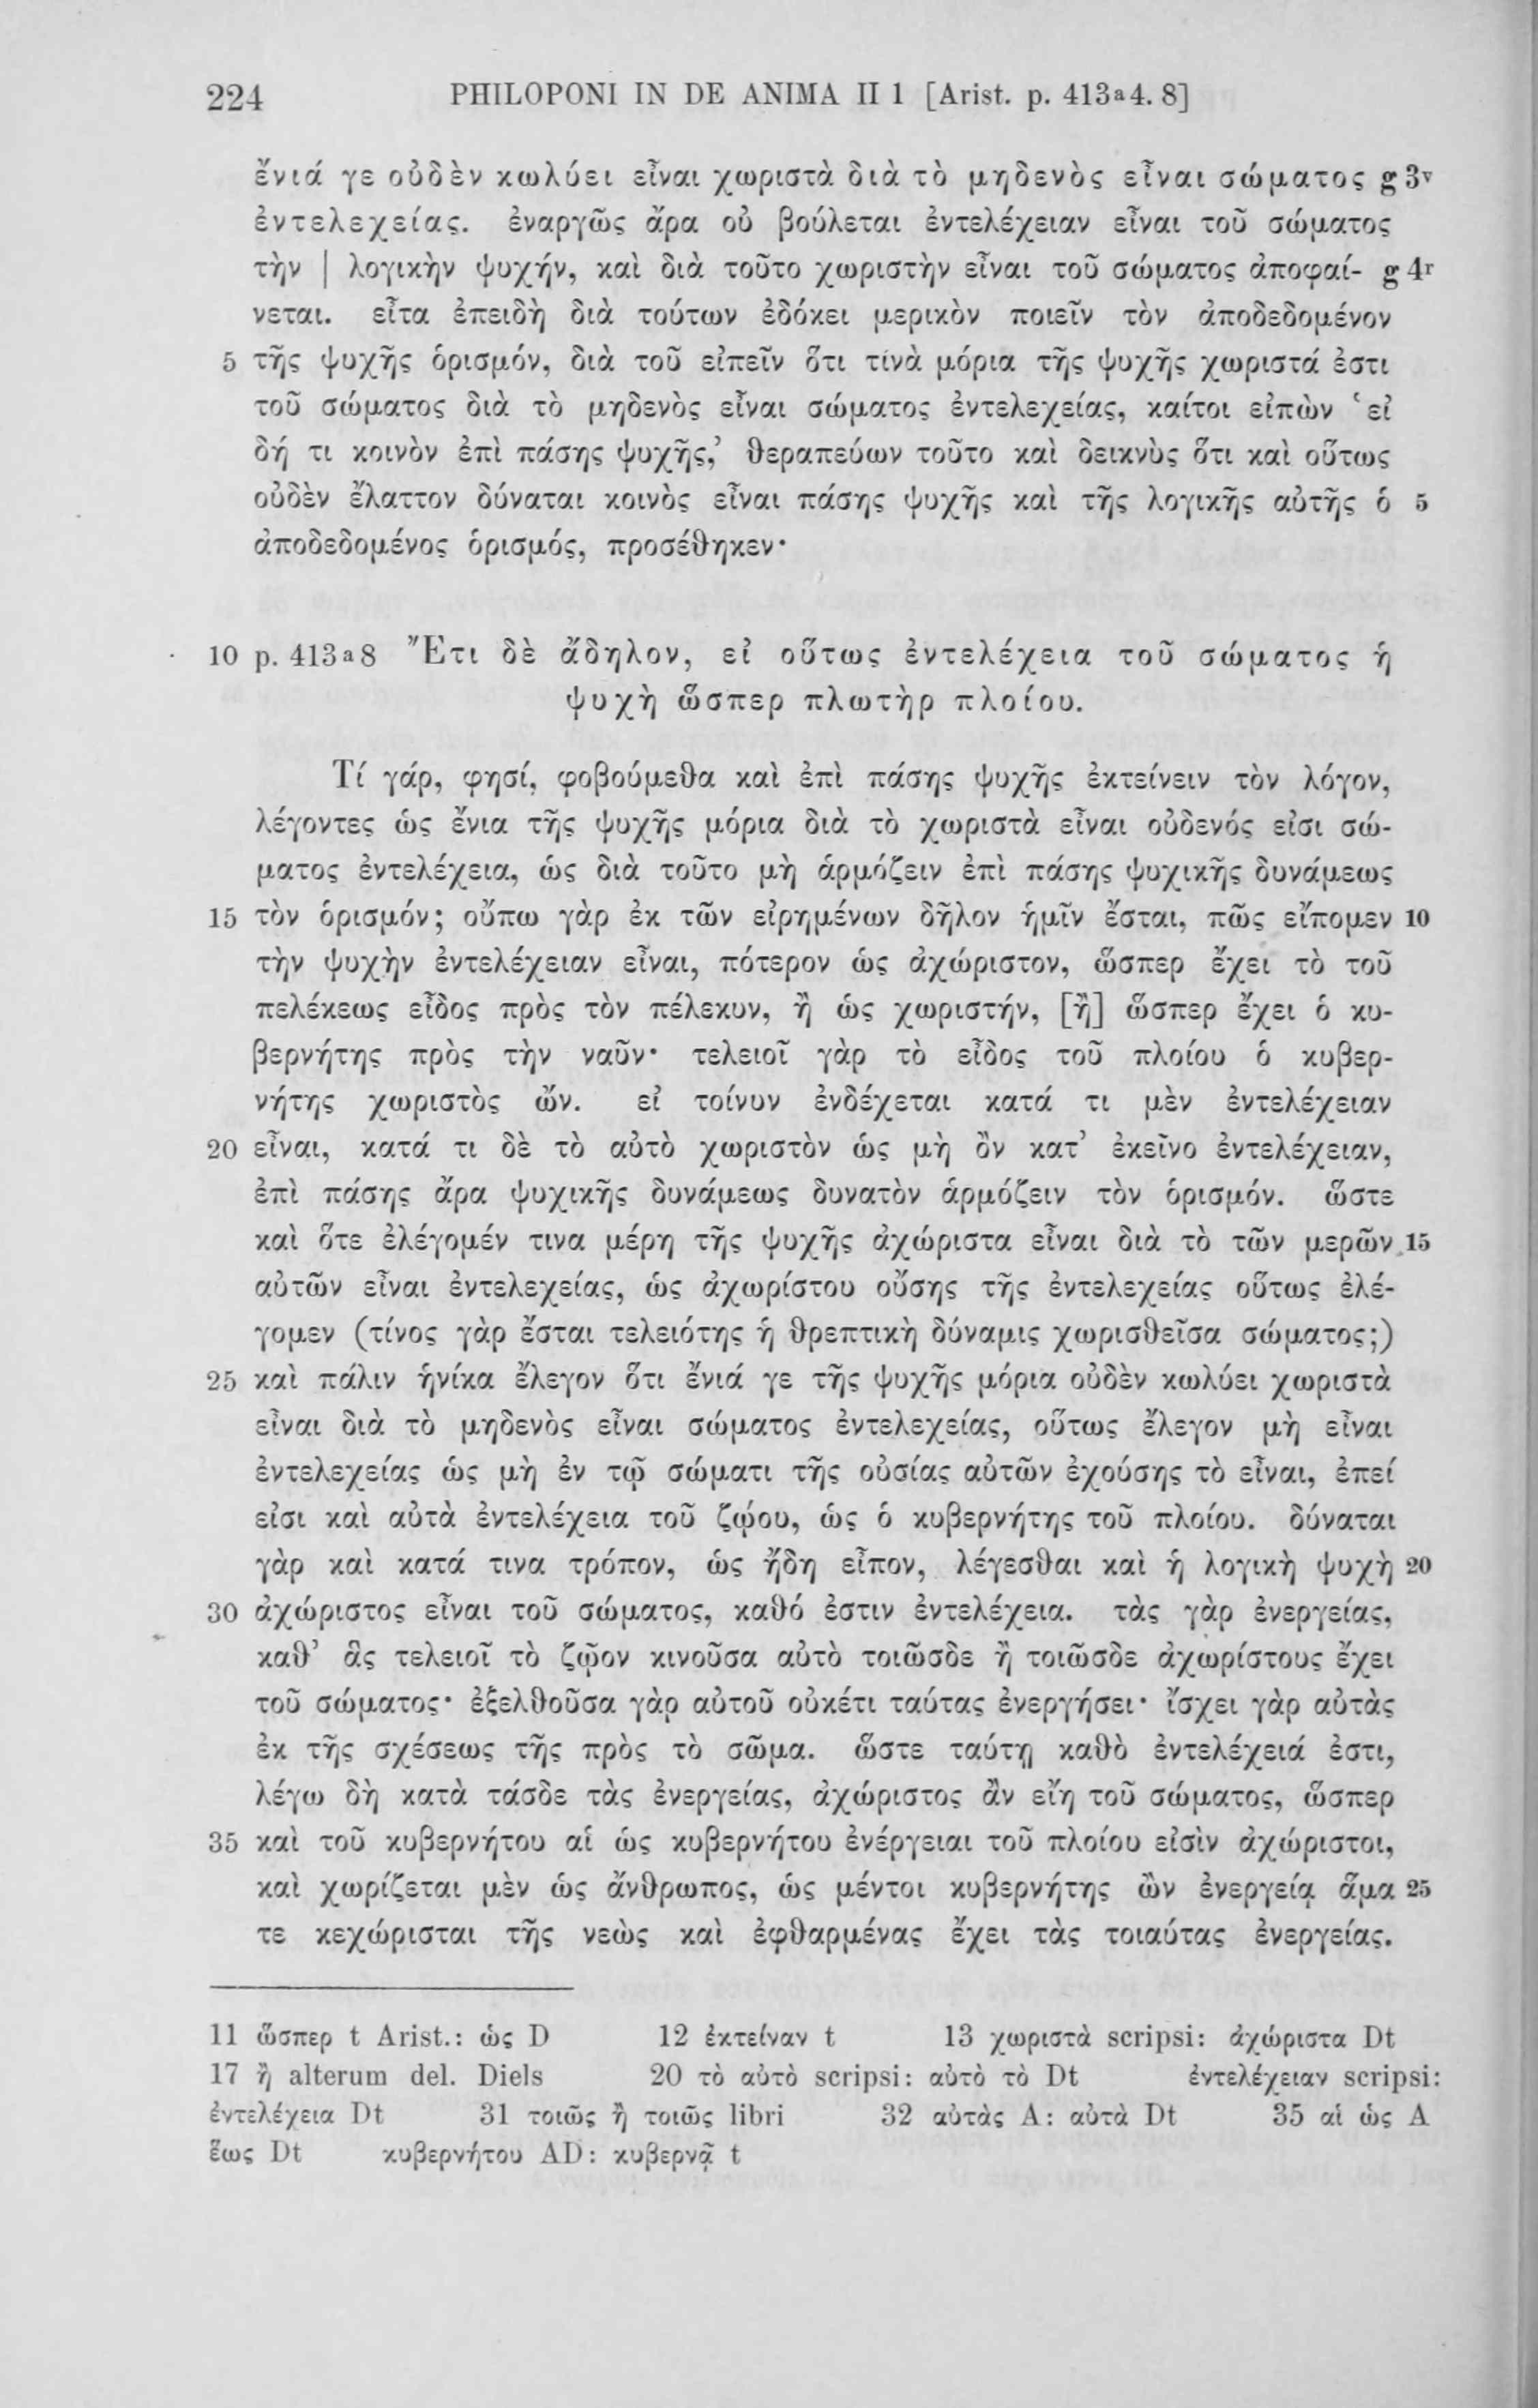 224 PHILOPONI IN DE ANIMA II 1 [Arist. p. 413ª4. 8]
ἔνιά γε οὐδὲν κωλύει εἶναι χωριστὰ διὰ τὸ μηδενὸς εἶναι σώματος g 3ᵛ
ἐντελεχείας. ἐναργῶς ἄρα οὐ βούλεται ἐντελέχειαν εἶναι τοῦ σώματος
τὴν | λογικὴν ψυχήν, καὶ διὰ τοῦτο χωριστὴν εἶναι τοῦ σώματος ἀποφαί- g 4ʳ
νεται. εἶτα ἐπειδὴ διὰ τούτων ἐδόκει μερικὸν ποιεῖν τὸν ἀποδεδομένον
5 τῆς ψυχῆς ὁρισμόν, διὰ τοῦ εἰπεῖν ὅτι τινὰ μόρια τῆς ψυχῆς χωριστά ἐστι
τοῦ σώματος διὰ τὸ μηδενὸς εἶναι σώματος ἐντελεχείας, καίτοι εἰπὼν ‘εἰ
δή τι κοινὸν ἐπὶ πάσης ψυχῆς,’ θεραπεύων τοῦτο καὶ δεικνὺς ὅτι καὶ οὕτως
οὐδὲν ἔλαττον δύναται κοινὸς εἶναι πάσης ψυχῆς καὶ τῆς λογικῆς αὐτῆς ὁ 5
ἀποδεδομένος ὁρισμός, προσέθηκεν·
10 p. 413ª8 Ἔτι δὲ ἄδηλον, εἰ οὕτως ἐντελέχεια τοῦ σώματος ἡ
ψυχὴ ὥσπερ πλωτὴρ πλοίου.
Τί γάρ, φησί, φοβούμεθα καὶ ἐπὶ πάσης ψυχῆς ἐκτείνειν τὸν λόγον,
λέγοντες ὡς ἔνια τῆς ψυχῆς μόρια διὰ τὸ χωριστὰ εἶναι οὐδενός εἰσι σώ-
ματος ἐντελέχεια, ὡς διὰ τοῦτο μὴ ἁρμόζειν ἐπὶ πάσης ψυχικῆς δυνάμεως
15 τὸν ὁρισμόν; οὔπω γὰρ ἐκ τῶν εἰρημένων δῆλον ἡμῖν ἔσται, πῶς εἴπομεν 10
τὴν ψυχὴν ἐντελέχειαν εἶναι, πότερον ὡς ἀχώριστον, ὥσπερ ἔχει τὸ τοῦ
πελέκεως εἶδος πρὸς τὸν πέλεκυν, ἢ ὡς χωριστήν, [ἢ] ὥσπερ ἔχει ὁ κυ-
βερνήτης πρὸς τὴν ναῦν· τελειοῖ γὰρ τὸ εἶδος τοῦ πλοίου ὁ κυβερ-
νήτης χωριστὸς ὤν. εἰ τοίνυν ἐνδέχεται κατά τι μὲν ἐντελέχειαν
20 εἶναι, κατά τι δὲ τὸ αὐτὸ χωριστὸν ὡς μὴ ὂν κατ’ ἐκεῖνο ἐντελέχειαν,
ἐπὶ πάσης ἄρα ψυχικῆς δυνάμεως δυνατὸν ἁρμόζειν τὸν ὁρισμόν. ὥστε
καὶ ὅτε ἐλέγομέν τινα μέρη τῆς ψυχῆς ἀχώριστα εἶναι διὰ τὸ τῶν μερῶν 15
αὐτῶν εἶναι ἐντελεχείας, ὡς ἀχωρίστου οὔσης τῆς ἐντελεχείας οὕτως ἐλέ-
γομεν (τίνος γὰρ ἔσται τελειότης ἡ θρεπτικὴ δύναμις χωρισθεῖσα σώματος;)
25 καὶ πάλιν ἡνίκα ἔλεγον ὅτι ἔνιά γε τῆς ψυχῆς μόρια οὐδὲν κωλύει χωριστὰ
εἶναι διὰ τὸ μηδενὸς εἶναι σώματος ἐντελεχείας, οὕτως ἔλεγον μὴ εἶναι
ἐντελεχείας ὡς μὴ ἐν τῷ σώματι τῆς οὐσίας αὐτῶν ἐχούσης τὸ εἶναι, ἐπεί
εἰσι καὶ αὐτὰ ἐντελέχεια τοῦ ζῴου, ὡς ὁ κυβερνήτης τοῦ πλοίου. δύναται
γὰρ καὶ κατά τινα τρόπον, ὡς ἤδη εἶπον, λέγεσθαι καὶ ἡ λογικὴ ψυχὴ 20
30 ἀχώριστος εἶναι τοῦ σώματος, καθό ἐστιν ἐντελέχεια. τὰς γὰρ ἐνεργείας,
καθ’ ἃς τελειοῖ τὸ ζῷον κινοῦσα αὐτὸ τοιῶσδε ἢ τοιῶσδε ἀχωρίστους ἔχει
τοῦ σώματος· ἐξελθοῦσα γὰρ αὐτοῦ οὐκέτι ταύτας ἐνεργήσει· ἴσχει γὰρ αὐτὰς
ἐκ τῆς σχέσεως τῆς πρὸς τὸ σῶμα. ὥστε ταύτῃ καθὸ ἐντελέχειά ἐστι,
λέγω δὴ κατὰ τάσδε τὰς ἐνεργείας, ἀχώριστος ἂν εἴη τοῦ σώματος, ὥσπερ
35 καὶ τοῦ κυβερνήτου αἱ ὡς κυβερνήτου ἐνέργειαι τοῦ πλοίου εἰσὶν ἀχώριστοι,
καὶ χωρίζεται μὲν ὡς ἄνθρωπος, ὡς μέντοι κυβερνήτης ὢν ἐνεργείᾳ ἅμα 25
τε κεχώρισται τῆς νεὼς καὶ ἐφθαρμένας ἔχει τὰς τοιαύτας ἐνεργείας.
11 ὥσπερ t Arist.: ὡς D 12 ἐκτείναν t 13 χωριστὰ scripsi: ἀχώριστα Dt
17 ἢ alterum del. Diels 20 τὸ αὐτὸ scripsi: αὐτὸ τὸ Dt ἐντελέχειαν scripsi:
ἐντελέχεια Dt 31 τοιῶς ἢ τοιῶς libri 32 αὐτὰς A: αὐτὰ Dt 35 αἱ ὡς A
ἕως Dt κυβερνήτου AD: κυβερνᾷ t